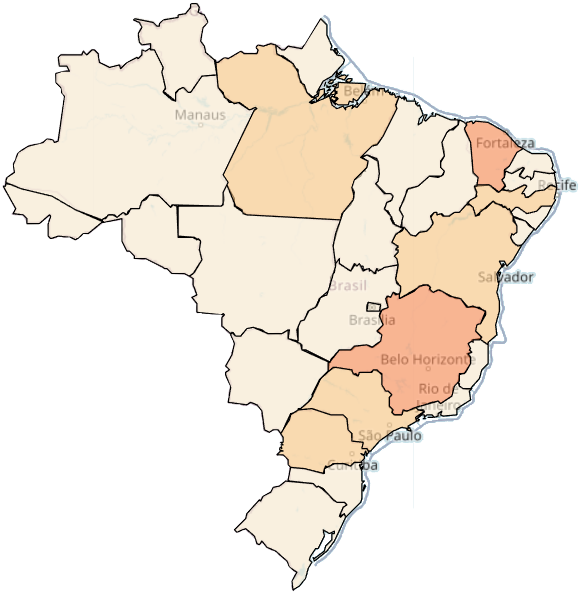 Belém
Manaus
Fortaleza
Recife
Salvador
Brasil
Brasília
Belo Horizonte
Rio de
Janeiro
São Paulo
Curitiba